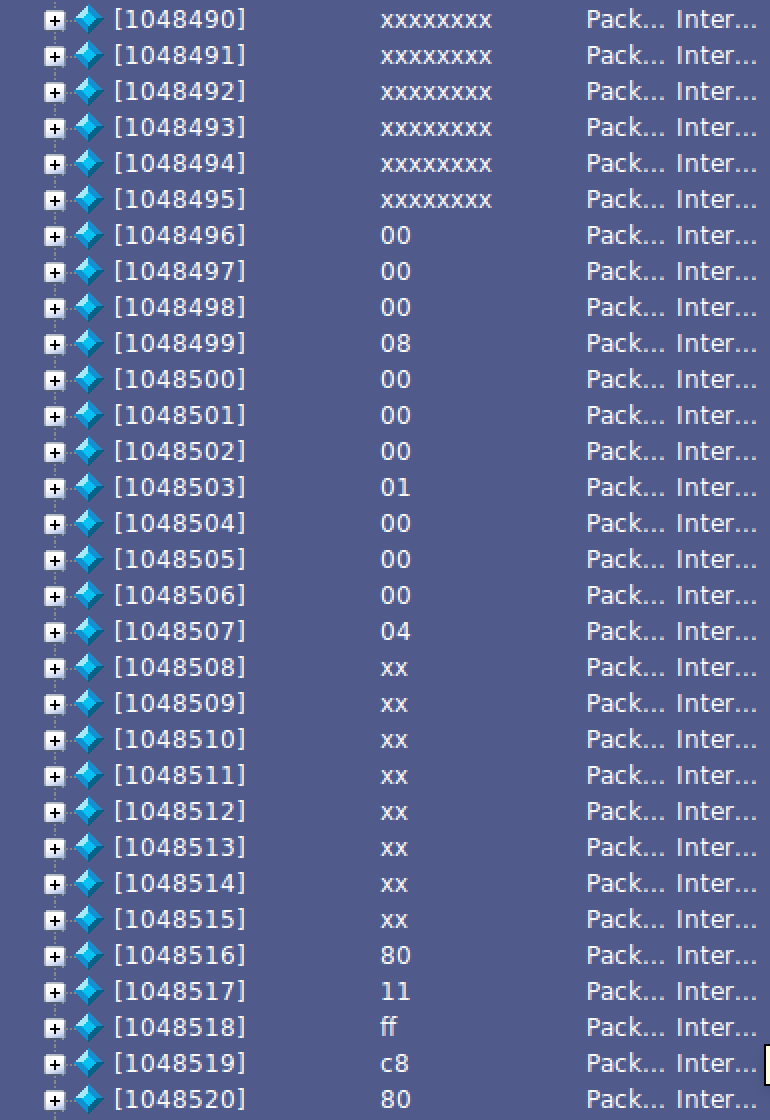 [1048490] xxxxxxxx Pack... Inter...
[1048491] xxxxxxxx Pack... Inter...
[1048492] xxxxxxxx Pack... Inter...
[1048493] xxxxxxxx Pack... Inter...
[1048494] xxxxxxxx Pack... Inter...
[1048495] xxxxxxxx Pack... Inter...
[1048496] 00 Pack... Inter...
[1048497] 00 Pack... Inter...
[1048498] 00 Pack... Inter...
[1048499] 08 Pack... Inter...
[1048500] 00 Pack... Inter...
[1048501] 00 Pack... Inter...
[1048502] 00 Pack... Inter...
[1048503] 01 Pack... Inter...
[1048504] 00 Pack... Inter...
[1048505] 00 Pack... Inter...
[1048506] 00 Pack... Inter...
[1048507] 04 Pack... Inter...
[1048508] xx Pack... Inter...
[1048509] xx Pack... Inter...
[1048510] xx Pack... Inter...
[1048511] xx Pack... Inter...
[1048512] xx Pack... Inter...
[1048513] xx Pack... Inter...
[1048514] xx Pack... Inter...
[1048515] xx Pack... Inter...
[1048516] 80 Pack... Inter...
[1048517] 11 Pack... Inter...
[1048518] ff Pack... Inter...
[1048519] c8 Pack... Inter...
[1048520] 80 Pack... Inter...